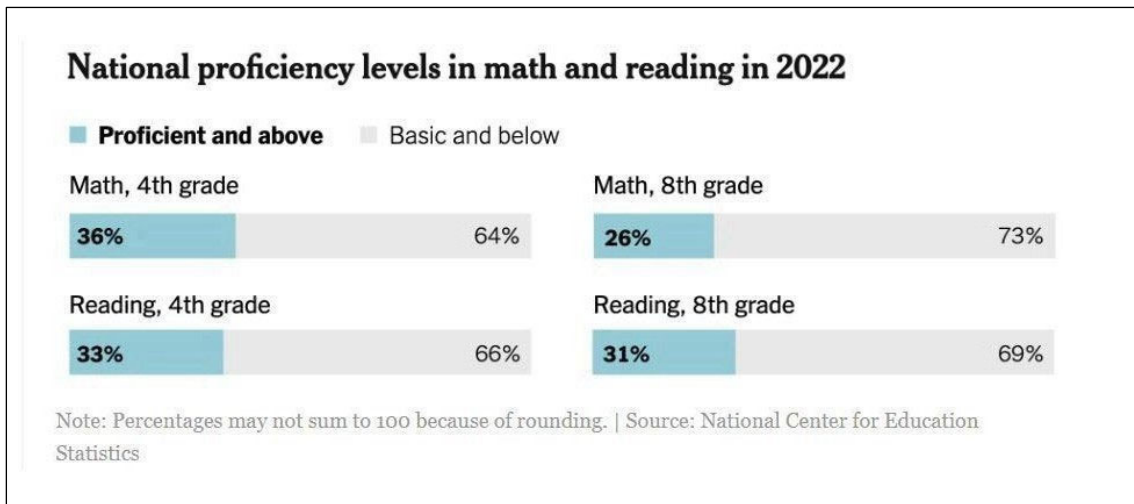 National proficiency levels in math and reading in 2022
Proficient and above Basic and below
Math, 4th grade
36% 64%
Math, 8th grade
26% 73%
Reading, 4th grade
33% 66%
Reading, 8th grade
31% 69%
Note: Percentages may not sum to 100 because of rounding. | Source: National Center for Education
Statistics